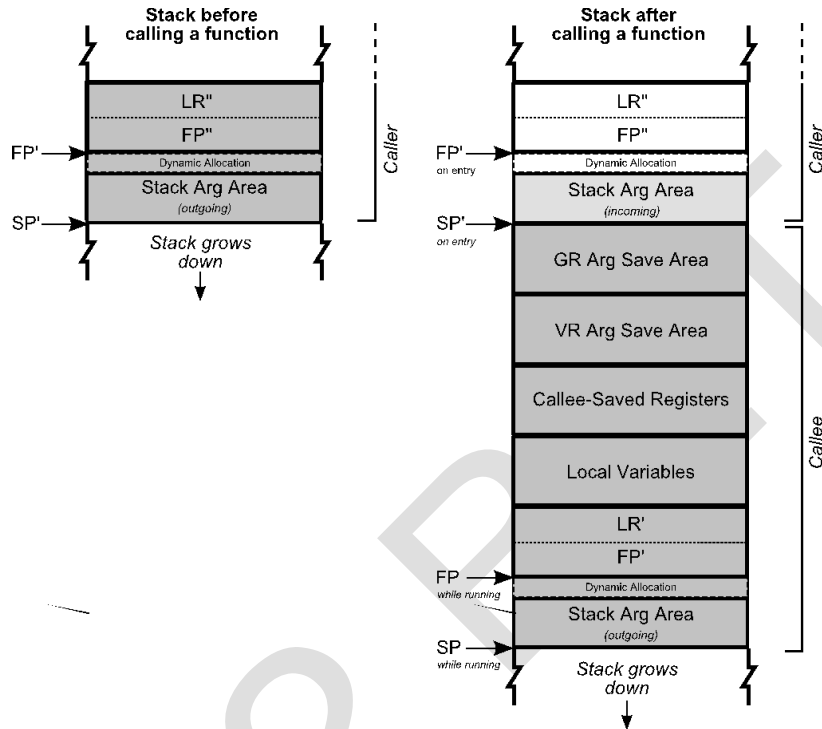 Stack before
calling a function
LR"
FP"
FP'
Dynamic Allocation
Stack Arg Area
(outgoing)
SP'
Stack grows
down
Caller
Stack after
calling a function
LR"
FP"
FP'
on entry
Dynamic Allocation
Stack Arg Area
(incoming)
SP'
on entry
Caller
GR Arg Save Area
VR Arg Save Area
Callee-Saved Registers
Local Variables
LR'
FP'
FP
while running
Dynamic Allocation
Stack Arg Area
(outgoing)
SP
while running
Callee
Stack grows
down